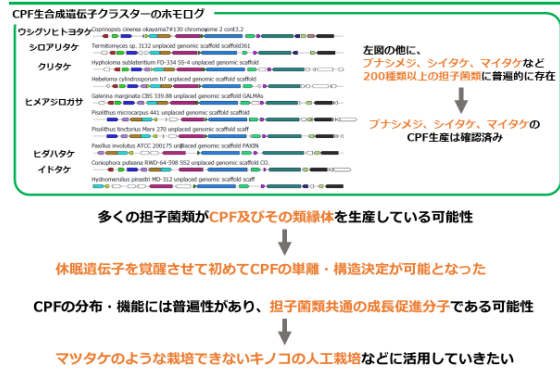 CPF生合成遺伝子クラスターのホモログ
ウシグソヒトヨタケ
Coprinopsis cinerea okayama7#130 chromosome 2 cont3.2
シロアリタケ
Termitomyces sp. J132 unplaced genomic scaffold scaffold361
クリタケ
Hypholoma sublateritium FD-334 SS-4 unplaced genomic scaffold
Hebeloma cylindrosporum h7 unplaced genomic scaffold scaffold
ヒメアジロガサ
Galerina marginata CBS 339.88 unplaced genomic scaffold GALMAs
Pisolithus microcarpus 441 unplaced genomic scaffold
Pisolithus tinctorius Marx 270 unplaced genomic scaff
ヒダハタケ
Paxillus involutus ATCC 200175 unplaced genomic scaffold PAXIN
イドタケ
Coniophora puteana RWD-64-598 SS2 unplaced genomic scaffold CO.
Hydnomerulius pinastri MD-312 unplaced genomic scaffold scaff
左図の他に、
ブナシメジ、シイタケ、マイタケなど
200種類以上の担子菌類に普遍的に存在
ブナシメジ、シイタケ、マイタケの
CPF生産は確認済み
多くの担子菌類がCPF及びその類縁体を生産している可能性
休眠遺伝子を覚醒させて初めてCPFの単離・構造決定が可能となった
CPFの分布・機能には普遍性があり、担子菌類共通の成長促進分子である可能性
マツタケのような栽培できないキノコの人工栽培などに活用していきたい